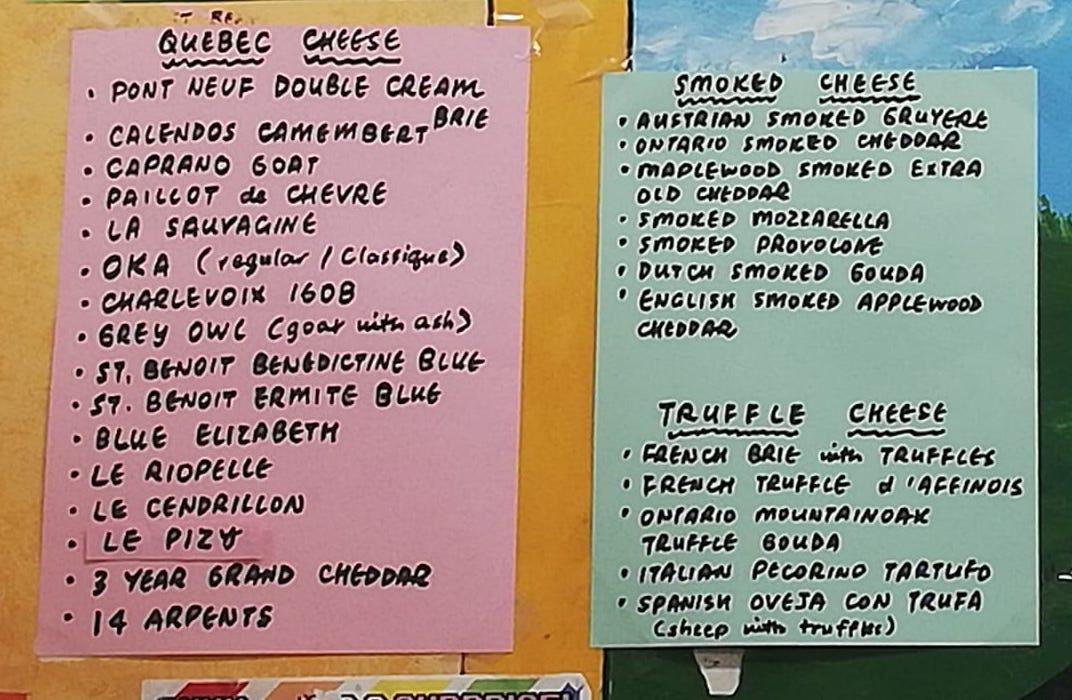 QUEBEC CHEESE
• PONT NEUF DOUBLE CREAM
BRIE
• CALENDOS CAMEMBERT
• CAPRANO GOAT
• PAILLOT de CHEVRE
• LA SAUVAGINE
• OKA (regular / Classique)
• CHARLEVOIX 1608
• GREY OWL (goat with ash)
• ST. BENOIT BENEDICTINE BLUE
• ST. BENOIT ERMITE BLUE
• BLUE ELIZABETH
• LE RIOPELLE
• LE CENDRILLON
• LE PIZY
• 3 YEAR GRAND CHEDDAR
• 14 ARPENTS
SMOKED CHEESE
• AUSTRIAN SMOKED GRUYERE
• ONTARIO SMOKED CHEDDAR
• MAPLEWOOD SMOKED EXTRA
OLD CHEDDAR
• SMOKED MOZZARELLA
• SMOKED PROVOLONE
• DUTCH SMOKED GOUDA
• ENGLISH SMOKED APPLEWOOD
CHEDDAR
TRUFFLE CHEESE
• FRENCH BRIE with TRUFFLES
• FRENCH TRUFFLE d'AFFINOIS
• ONTARIO MOUNTAINOAK
TRUFFLE GOUDA
• ITALIAN PECORINO TARTUFO
• SPANISH OVEJA CON TRUFA
(sheep with truffles)